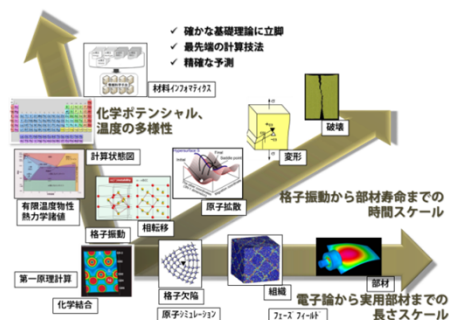 ✓ 確かな基礎理論に立脚
✓ 最先端の計算技法
✓ 精確な予測
材料インフォマティクス
化学ポテンシャル、
温度の多様性
破壊
計算状態図
変形
有限温度物性
熱力学諸値
原子拡散
相転移
格子振動
格子振動から部材寿命までの
時間スケール
第一原理計算
化学結合
格子欠陥
組織
部材
電子論から実用部材までの
長さスケール
原子シミュレーション
フェーズ フィールド